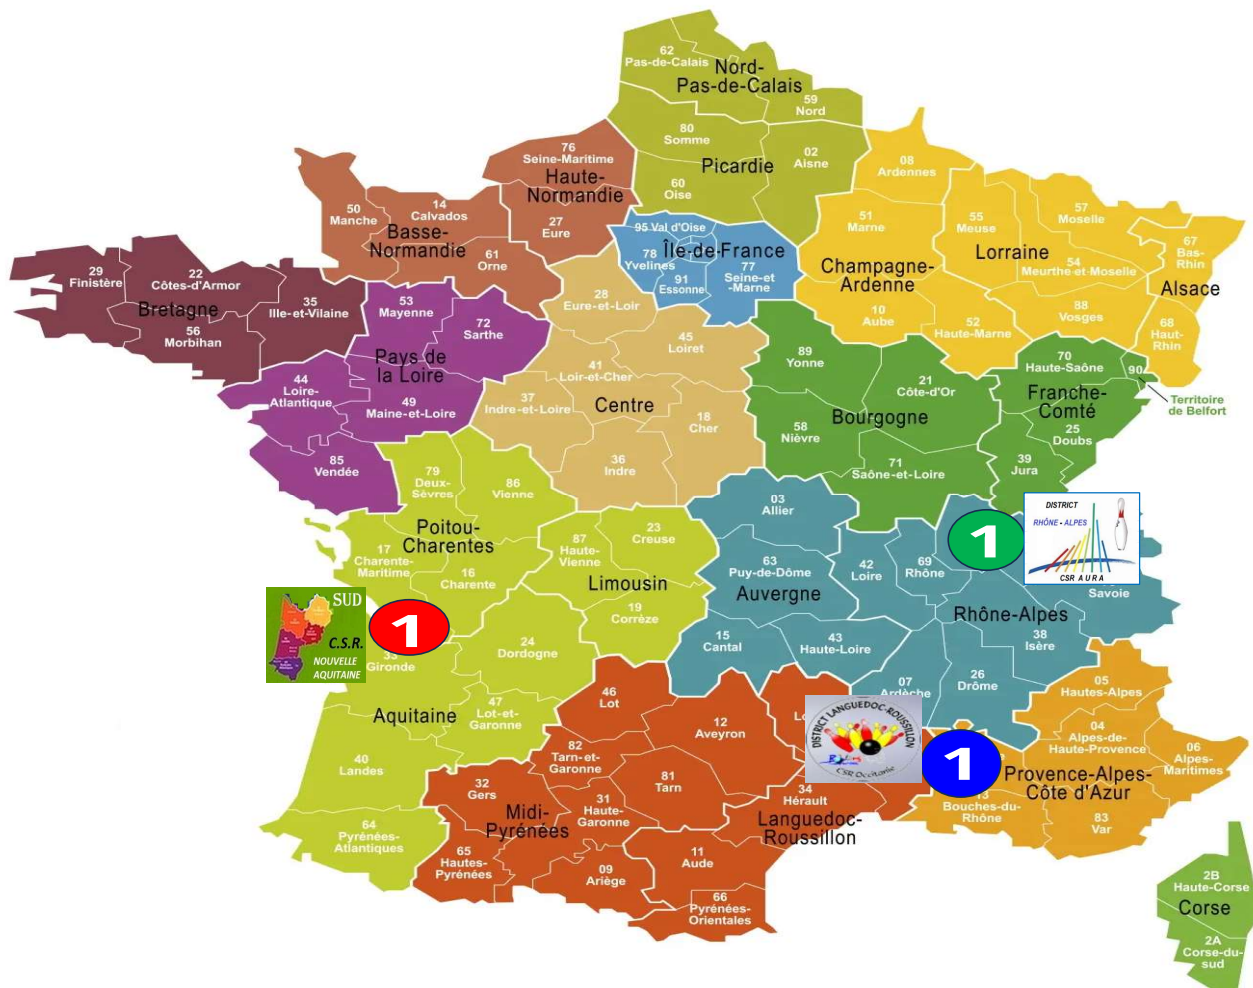 62
Pas-de-Calais
Nord-
Pas-de-Calais
59
Nord
80
Somme
Picardie
02
Aisne
60
Oise
76
Seine-Maritime
Haute-
Normandie
27
Eure
50
Manche
14
Calvados
Basse-
Normandie
61
Orne
08
Ardennes
51
Marne
Champagne-
Ardenne
10
Aube
52
Haute-Marne
55
Meuse
57
Moselle
Lorraine
54
Meurthe-et-Moselle
88
Vosges
67
Bas-
Rhin
Alsace
68
Haut-
Rhin
95 Val d'Oise
Île-de-France
78
Yvelines
91
Essonne
77
Seine-et
-Marne
29
Finistère
22
Côtes-d'Armor
Bretagne
35
Ille-et-Vilaine
56
Morbihan
53
Mayenne
72
Sarthe
Pays de
la Loire
44
Loire-
Atlantique
49
Maine-et-Loire
85
Vendée
28
Eure-et-Loir
45
Loiret
41
Loir-et-Cher
37
Indre-et-Loire
Centre
18
Cher
36
Indre
89
Yonne
21
Côte-d'Or
Bourgogne
58
Nièvre
71
Saône-et-Loire
70
Haute-Saône
90
Territoire
de Belfort
Franche-
Comté
25
Doubs
39
Jura
79
Deux-
Sèvres
86
Vienne
Poitou-
Charentes
17
Charente-
Maritime
16
Charente
23
Creuse
87
Haute-
Vienne
Limousin
19
Corrèze
03
Allier
63
Puy-de-Dôme
Auvergne
15
Cantal
43
Haute-Loire
42
Loire
69
Rhône
1
DISTRICT
RHÔNE - ALPES
CSR AURA
Savoie
Rhône-Alpes
38
Isère
07
Ardèche
26
Drôme
SUD
C.S.R.
NOUVELLE
AQUITAINE
1
Gironde
24
Dordogne
47
Lot-et-
Garonne
Aquitaine
40
Landes
64
Pyrénées-
Atlantiques
46
Lot
12
Aveyron
82
Tarn-et-
Garonne
81
Tarn
32
Gers
31
Haute-
Garonne
Midi-
Pyrénées
65
Hautes-
Pyrénées
09
Ariège
DISTRICT LANGUEDOC-ROUSSILLON
CSR Occitanie
1
34
Hérault
Languedoc-
Roussillon
11
Aude
66
Pyrénées-
Orientales
05
Hautes-Alpes
04
Alpes-de-
Haute-Provence
06
Alpes-
Maritimes
Provence-Alpes-
Côte d'Azur
Bouches-du-
Rhône
83
Var
2B
Haute-Corse
Corse
2A
Corse-du-
sud